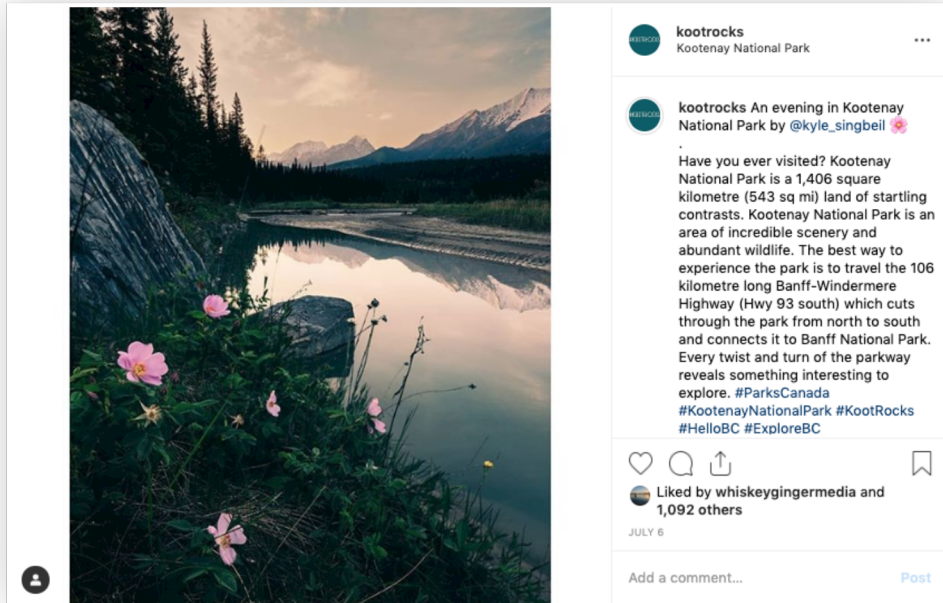 kootrocks
Kootenay National Park
kootrocks An evening in Kootenay
National Park by @kyle_singbeil 🌸
.
Have you ever visited? Kootenay
National Park is a 1,406 square
kilometre (543 sq mi) land of startling
contrasts. Kootenay National Park is an
area of incredible scenery and
abundant wildlife. The best way to
experience the park is to travel the 106
kilometre long Banff-Windermere
Highway (Hwy 93 south) which cuts
through the park from north to south
and connects it to Banff National Park.
Every twist and turn of the parkway
reveals something interesting to
explore. #ParksCanada
#KootenayNationalPark #KootRocks
#HelloBC #ExploreBC
Liked by whiskeygingermedia and
1,092 others
JULY 6
Add a comment...
Post